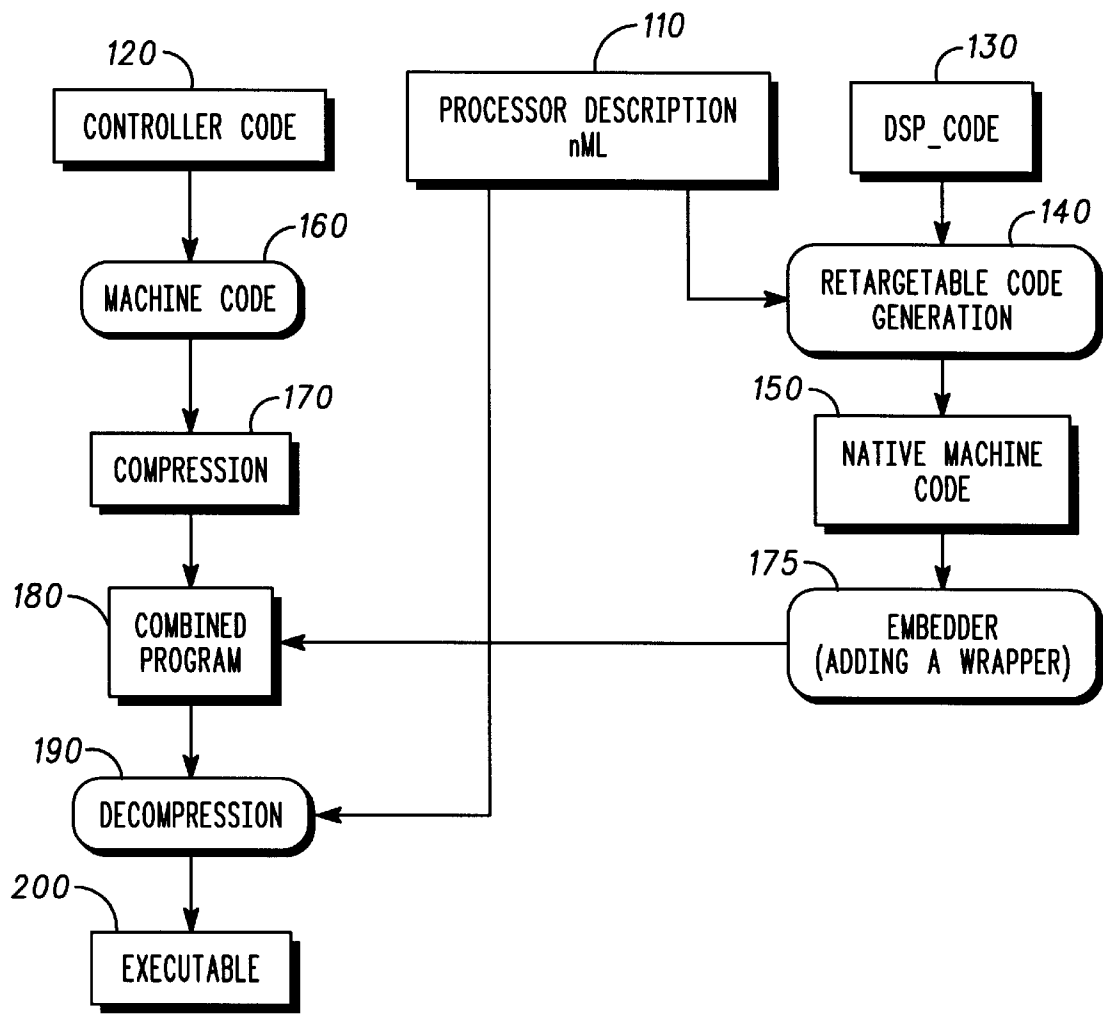 120
CONTROLLER CODE
110
PROCESSOR DESCRIPTION
nML
130
DSP_CODE
160
MACHINE CODE
140
RETARGETABLE CODE
GENERATION
170
COMPRESSION
150
NATIVE MACHINE
CODE
180
COMBINED
PROGRAM
175
EMBEDDER
(ADDING A WRAPPER)
190
DECOMPRESSION
200
EXECUTABLE